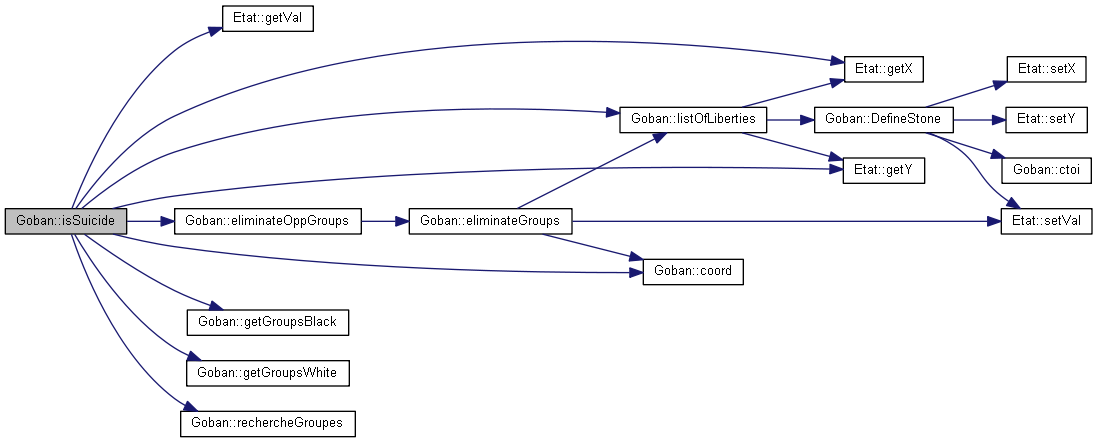 Etat::getVal
Etat::getX
Etat::setX
Goban::listOfLiberties
Goban::DefineStone
Etat::setY
Etat::getY
Goban::ctoi
Goban::isSuicide
Goban::eliminateOppGroups
Goban::eliminateGroups
Etat::setVal
Goban::coord
Goban::getGroupsBlack
Goban::getGroupsWhite
Goban::rechercheGroupes